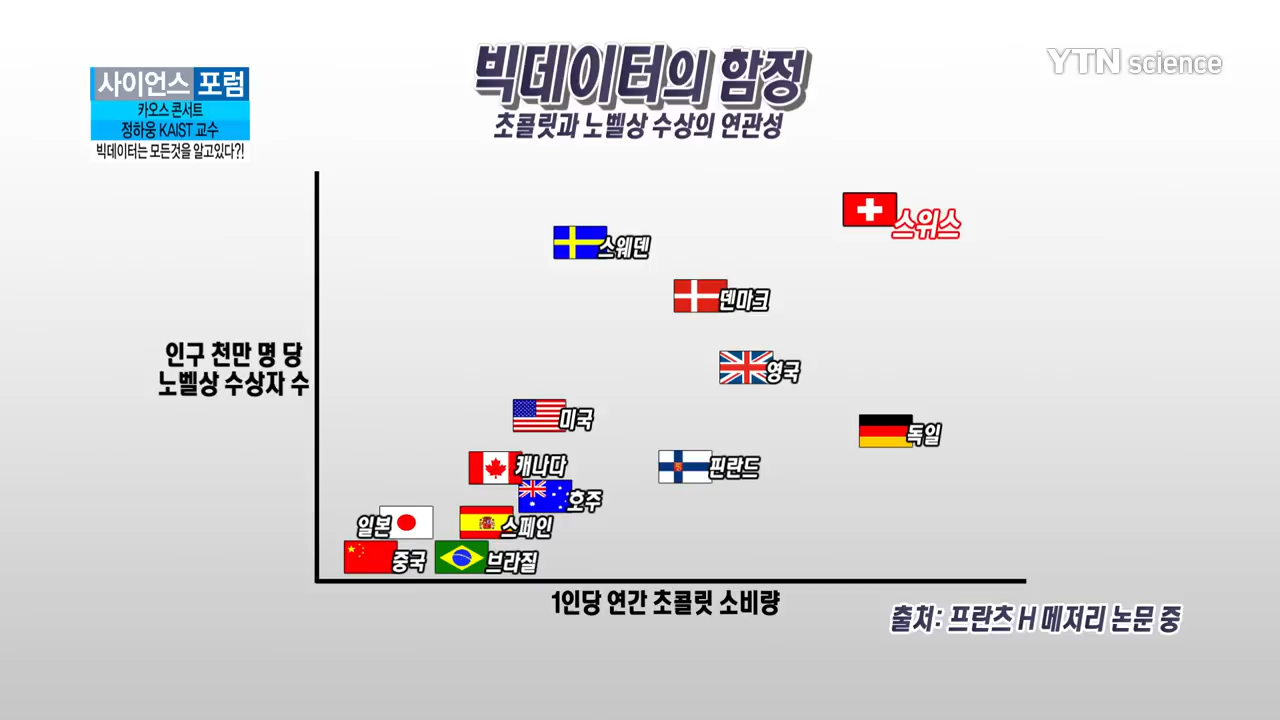 사이언스 포럼
카오스 콘서트
정하웅 KAIST 교수
빅데이터는 모든것을 알고있다?!
빅데이터의 함정
초콜릿과 노벨상 수상의 연관성
YTN science
스위스
스웨덴
덴마크
영국
인구 천만 명 당
노벨상 수상자 수
미국
독일
캐나다
핀란드
호주
일본
스페인
중국
브라질
1인당 연간 초콜릿 소비량
출처: 프란츠 H 메저리 논문 중